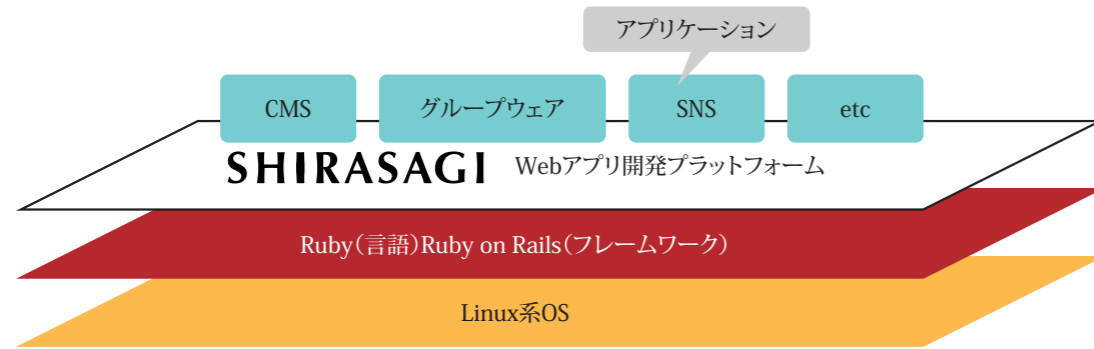 アプリケーション
CMS グループウェア SNS etc
SHIRASAGI Webアプリ開発プラットフォーム
Ruby(言語)Ruby on Rails(フレームワーク)
Linux系OS